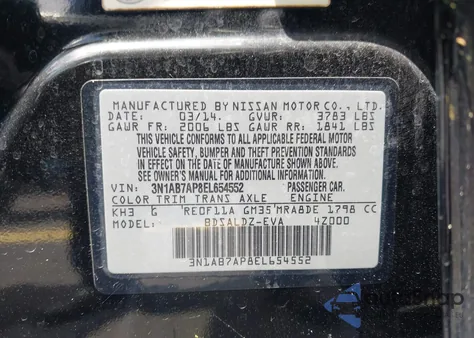 MANUFACTURED BY NISSAN MOTOR CO., LTD.
DATE: 03/14. GVWR: 3783 LBS
GAWR FR: 2006 LBS GAWR RR: 1841 LBS
THIS VEHICLE CONFORMS TO ALL APPLICABLE FEDERAL MOTOR
VEHICLE SAFETY, BUMPER AND THEFT PREVENTION STANDARDS
IN EFFECT ON THE DATE OF MANUFACTURE SHOWN ABOVE.
SEE OWNER'S MANUAL FOR ADDITIONAL INFORMATION.
VIN: 3N1AB7AP8EL654552 PASSENGER CAR.
COLOR TRIM TRANS AXLE ENGINE
KH3 G RE0F11A GM35 MRA8DE 1798 CC
MODEL: BDSALDZ-EVA 4Z000
3N1AB7AP8EL654552
AutoSnap